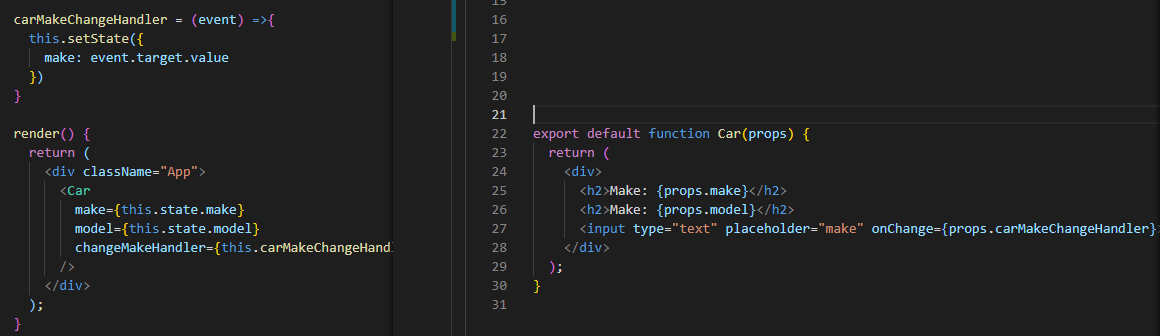 carMakeChangeHandler = (event) =>{
this.setState({
make: event.target.value
})
}
render() {
return (
<div className="App">
<Car
make={this.state.make}
model={this.state.model}
changeMakeHandler={this.carMakeChangeHandl
/>
</div>
);
}
15
16
17
18
19
20
21
22 export default function Car(props) {
23 return (
24 <div>
25 <h2>Make: {props.make}</h2>
26 <h2>Make: {props.model}</h2>
27 <input type="text" placeholder="make" onChange={props.carMakeChangeHandler}>
28 </div>
29 );
30 }
31